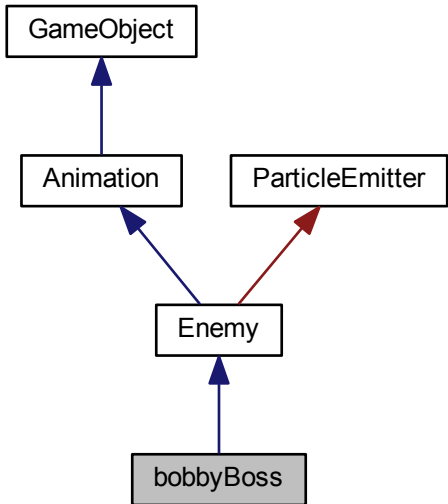 GameObject
Animation
ParticleEmitter
Enemy
bobbyBoss